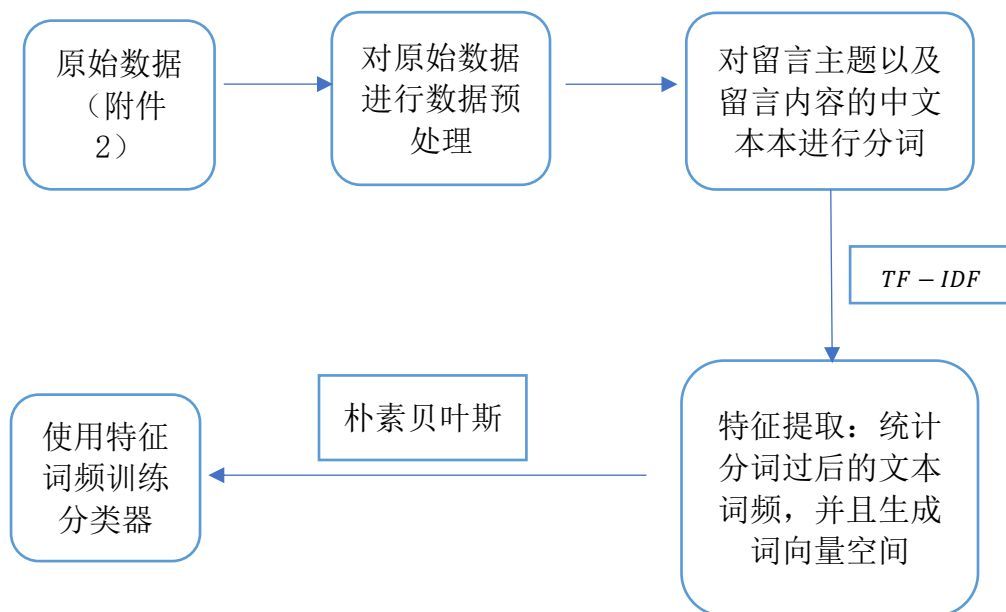 原始数据
（附件
2）
对原始数据
进行数据预
处理
对留言主题以及
留言内容的中文
本本进行分词
TF − IDF
特征提取：统计
分词过后的文本
词频，并且生成
词向量空间
朴素贝叶斯
使用特征
词频训练
分类器